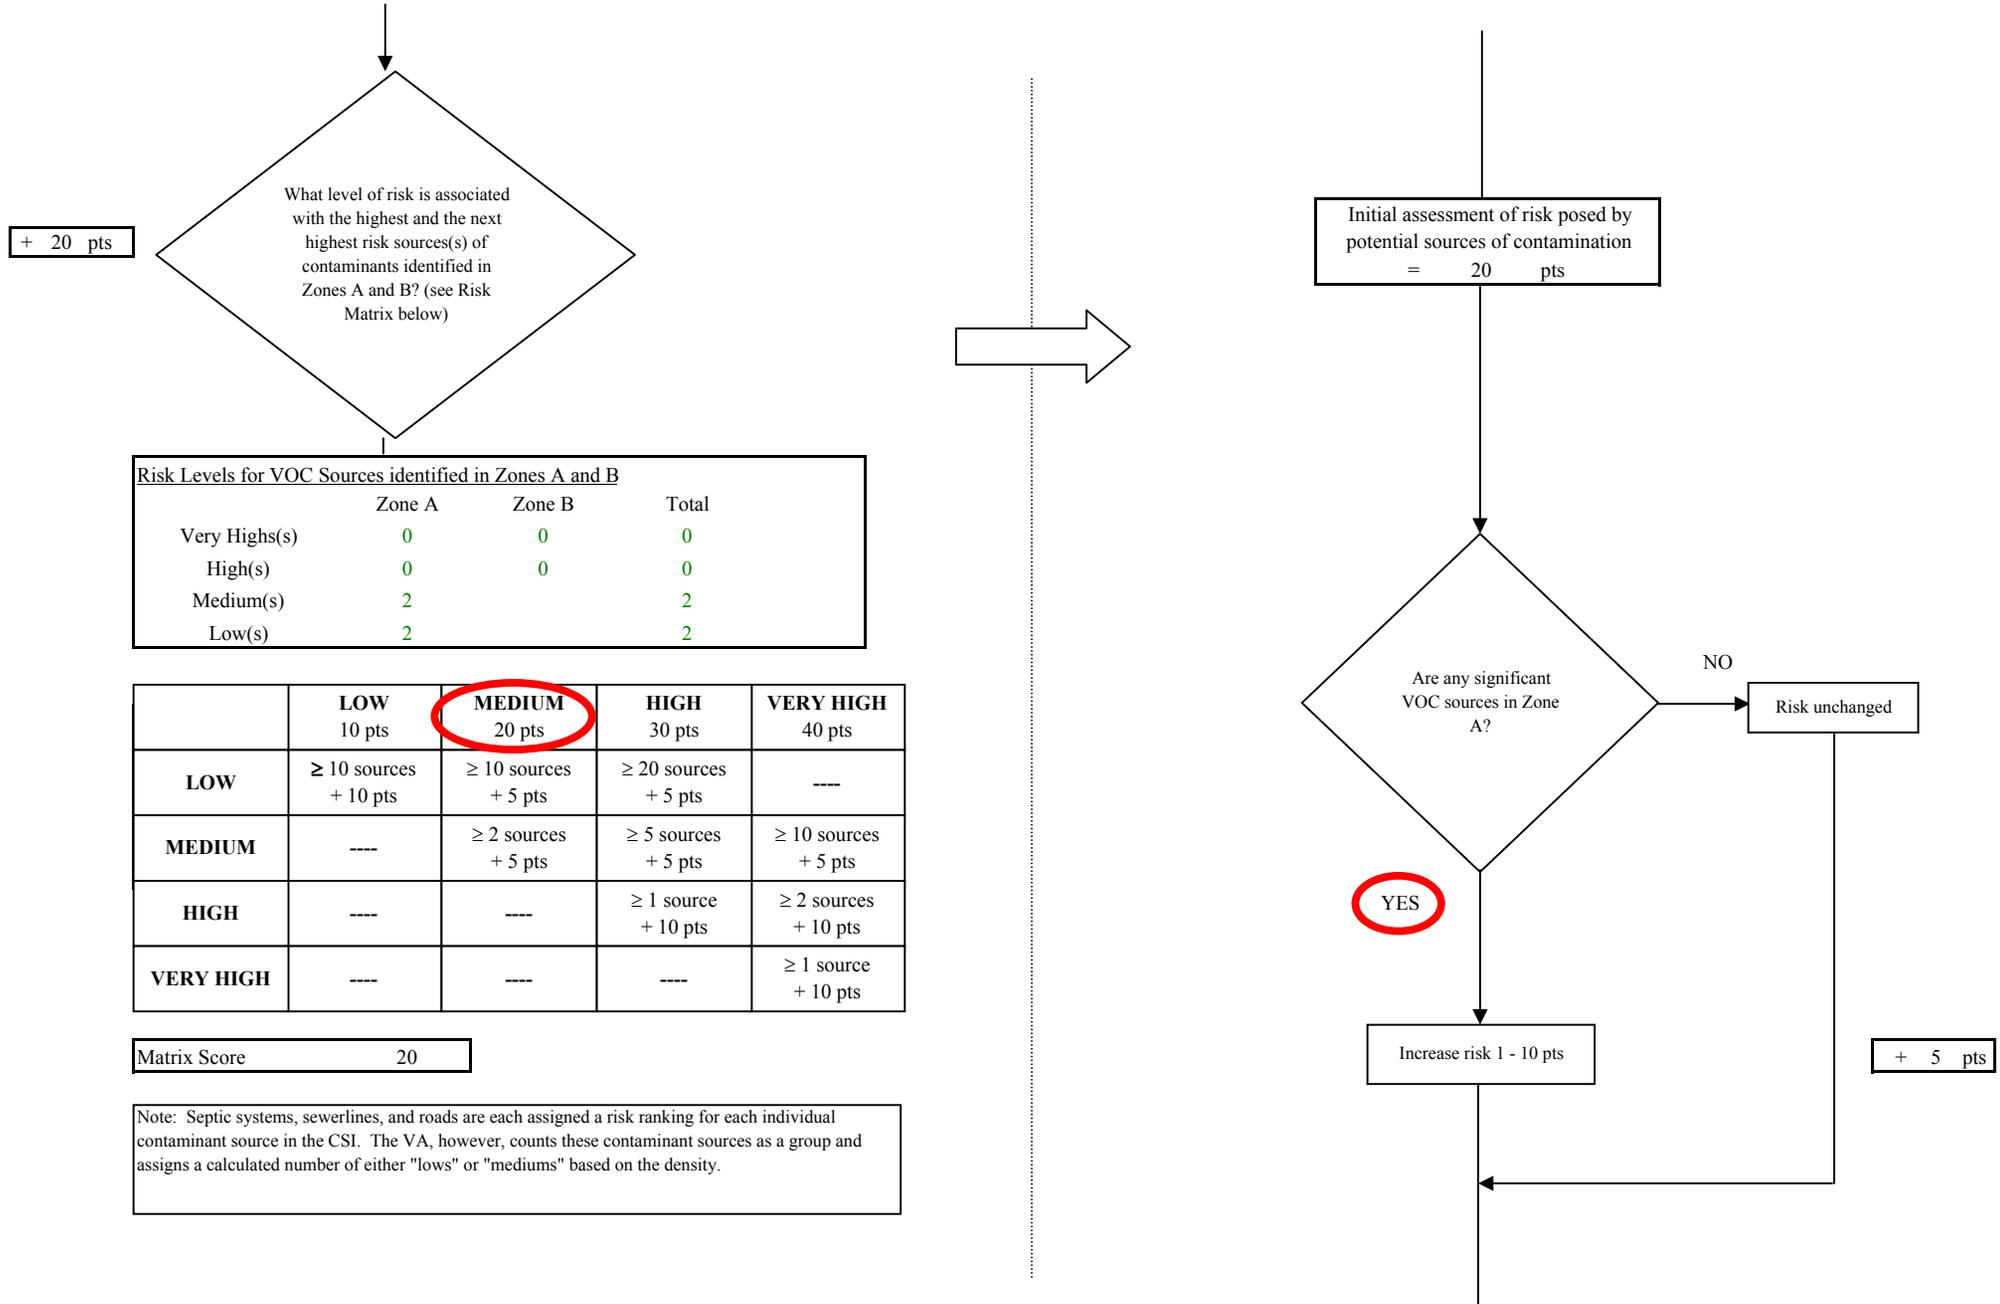 + 20 pts
What level of risk is associated
with the highest and the next
highest risk sources(s) of
contaminants identified in
Zones A and B? (see Risk
Matrix below)
Risk Levels for VOC Sources identified in Zones A and B
Zone A Zone B Total
Very Highs(s) 0 0 0
High(s) 0 0 0
Medium(s) 2 2
Low(s) 2 2
LOW MEDIUM HIGH VERY HIGH
10 pts 20 pts 30 pts 40 pts
LOW
≥ 10 sources ≥ 10 sources ≥ 20 sources ----
+ 10 pts + 5 pts + 5 pts
MEDIUM
---- ≥ 2 sources ≥ 5 sources ≥ 10 sources
+ 5 pts + 5 pts + 5 pts
HIGH
---- ---- ≥ 1 source ≥ 2 sources
+ 10 pts + 10 pts
VERY HIGH
---- ---- ---- ≥ 1 source
+ 10 pts
Matrix Score 20
Note: Septic systems, sewerlines, and roads are each assigned a risk ranking for each individual
contaminant source in the CSI. The VA, however, counts these contaminant sources as a group and
assigns a calculated number of either "lows" or "mediums" based on the density.
Initial assessment of risk posed by
potential sources of contamination
= 20 pts
Are any significant
VOC sources in Zone
A?
NO
Risk unchanged
YES
Increase risk 1 - 10 pts
+ 5 pts